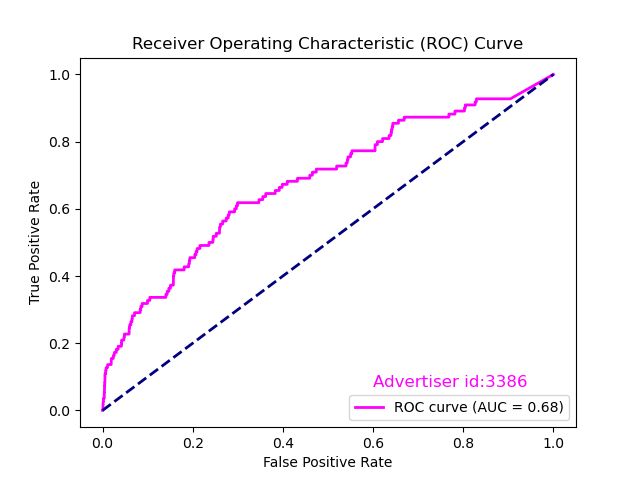 Receiver Operating Characteristic (ROC) Curve
1.0
0.8
0.6
0.4
0.2
0.0
True Positive Rate
Advertiser id:3386
ROC curve (AUC = 0.68)
0.0 0.2 0.4 0.6 0.8 1.0
False Positive Rate